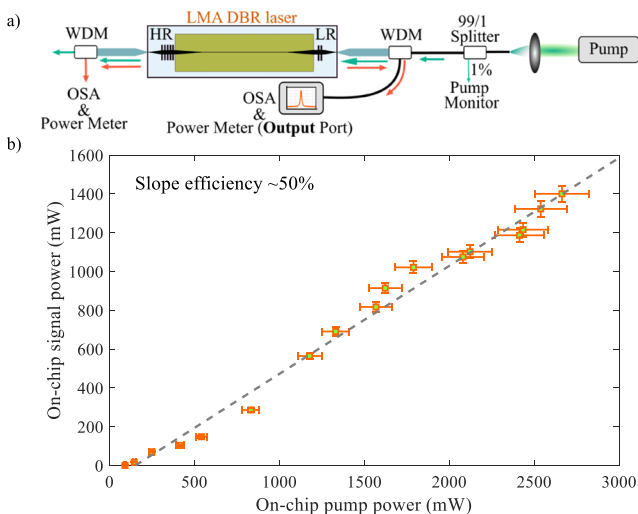 a)
LMA DBR laser
WDM
HR
LR
WDM
99/1
Splitter
Pump
1%
Pump
Monitor
OSA
&
Power Meter
OSA
&
Power Meter (Output Port)
b)
Slope efficiency ~50%
On-chip signal power (mW)
1600
1400
1200
1000
800
600
400
200
0
0 500 1000 1500 2000 2500 3000
On-chip pump power (mW)